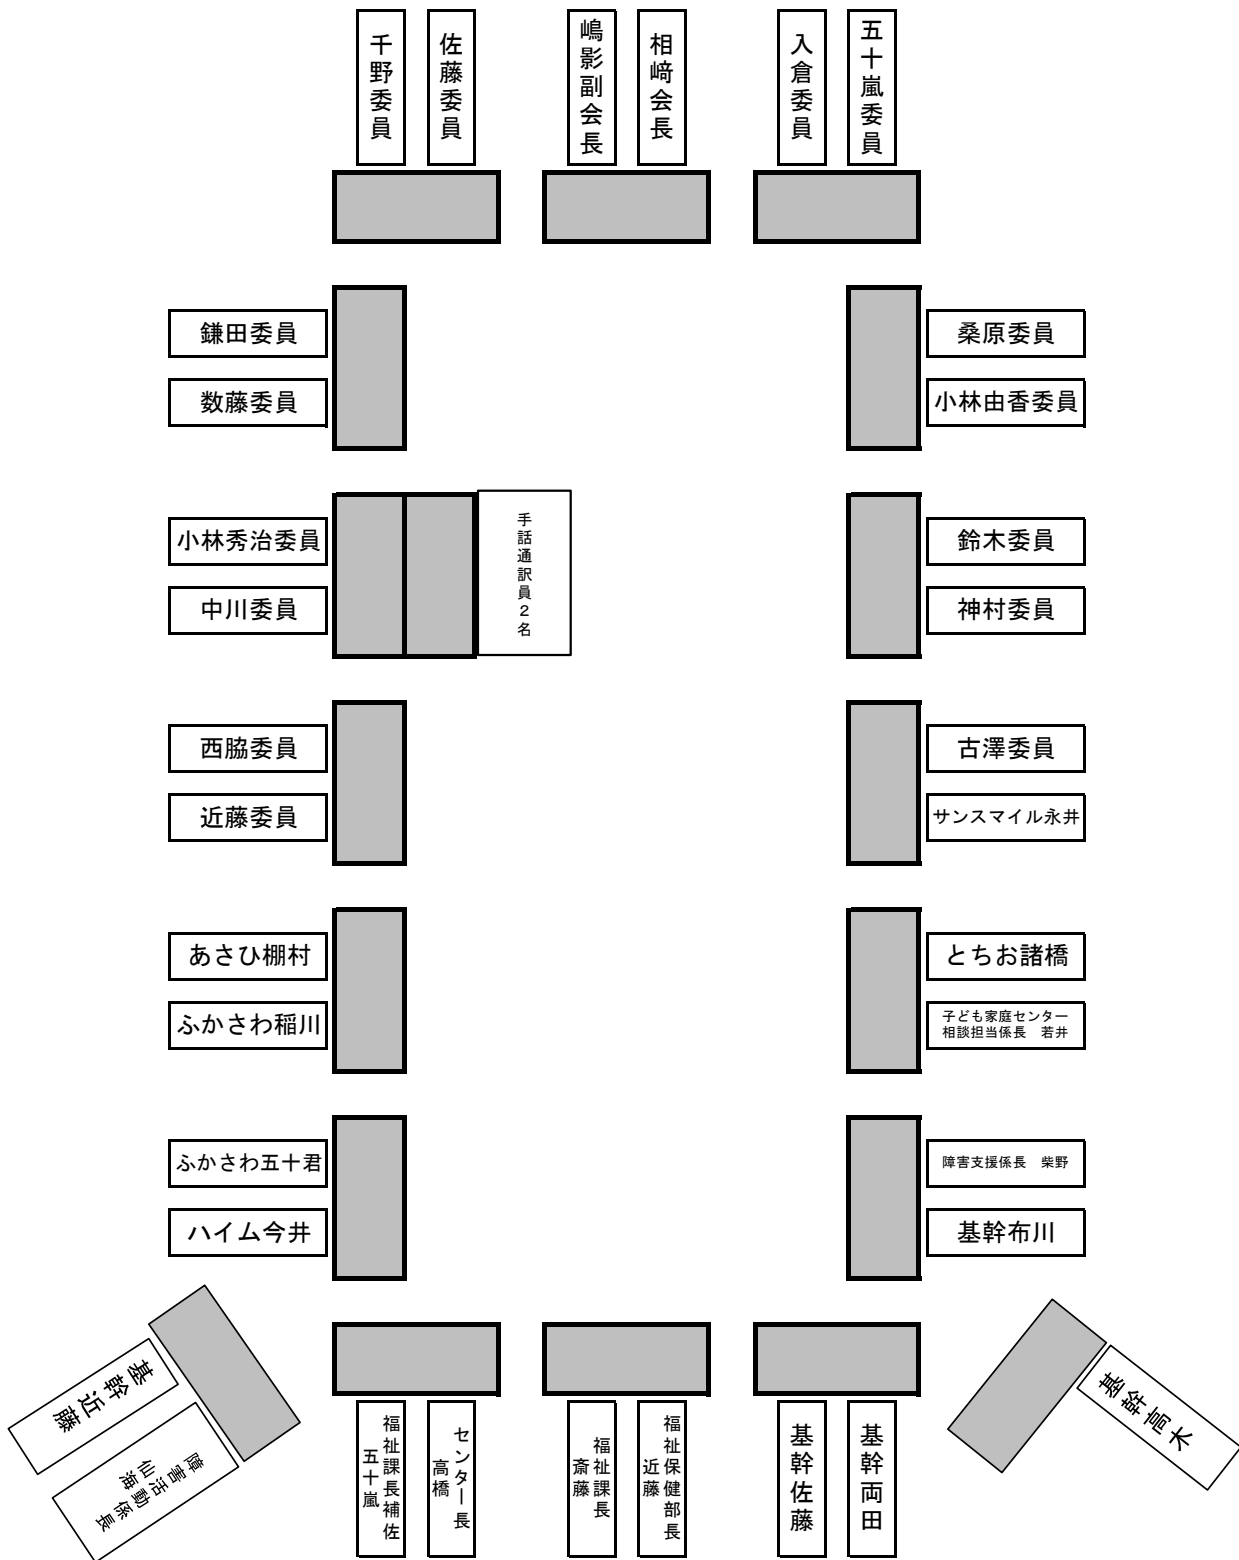 千野委員
佐藤委員
嶋影副会長
相﨑会長
入倉委員
五十嵐委員
鎌田委員
桑原委員
数藤委員
小林由香委員
小林秀治委員
手話通訳員２名
鈴木委員
中川委員
神村委員
西脇委員
古澤委員
近藤委員
サンスマイル永井
あさひ棚村
とちお諸橋
ふかさわ稲川
子ども家庭センター
相談担当係長　若井
ふかさわ五十君
障害支援係長　柴野
ハイム今井
基幹布川
基幹近藤
障害活動係長
仙海
福祉課長補佐
五十嵐
センター長
高橋
福祉課長
斎藤
福祉保健部長
近藤
基幹佐藤
基幹両田
基幹高木